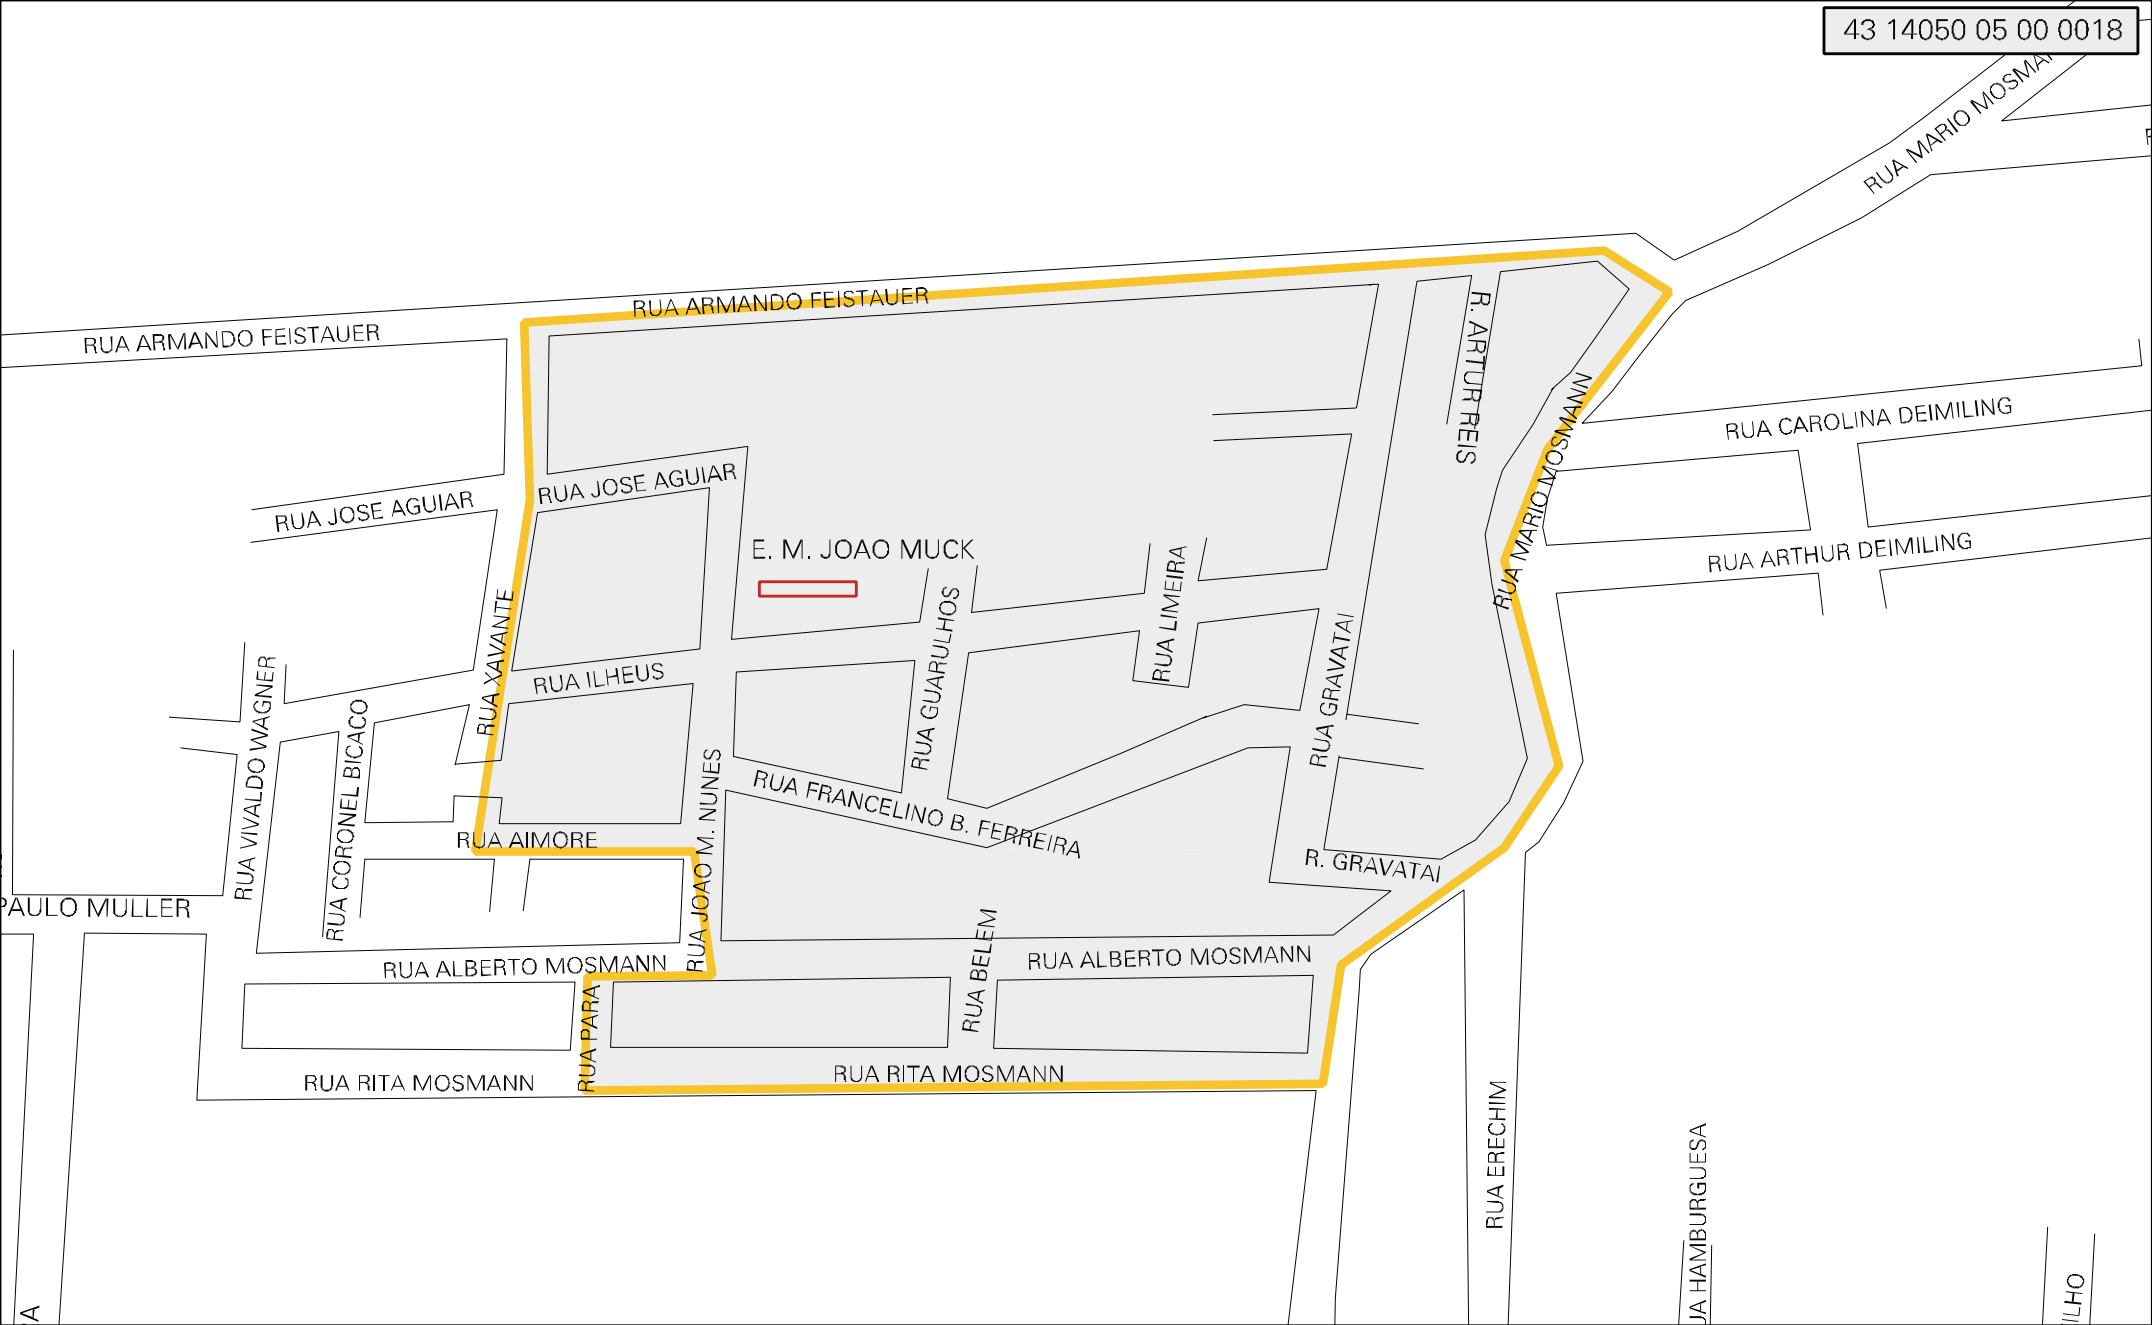 43 14050 05 00 0018
RUA MARIO MOSMA
RUA ARMANDO FEISTAUER
RUA ARMANDO FEISTAUER
R. ARTUR REIS
RUA MARIO MOSMANN
RUA CAROLINA DEIMILING
RUA JOSE AGUIAR
RUA JOSE AGUIAR
E. M. JOAO MUCK
RUA ARTHUR DEIMILING
RUA XAVANTE
RUA LIMEIRA
RUA GUARULHOS
RUA GRAVATAI
RUA ILHEUS
RUA VIVALDO WAGNER
RUA CORONEL BICACO
RUA JOAO M. NUNES
RUA FRANCELINO B. FERREIRA
RUA AIMORE
R. GRAVATAI
PAULO MULLER
RUA ALBERTO MOSMANN
RUA BELEM
RUA ALBERTO MOSMANN
RUA PARA
RUA RITA MOSMANN
RUA RITA MOSMANN
RUA ERECHIM
UA HAMBURGUESA
ILHO
A